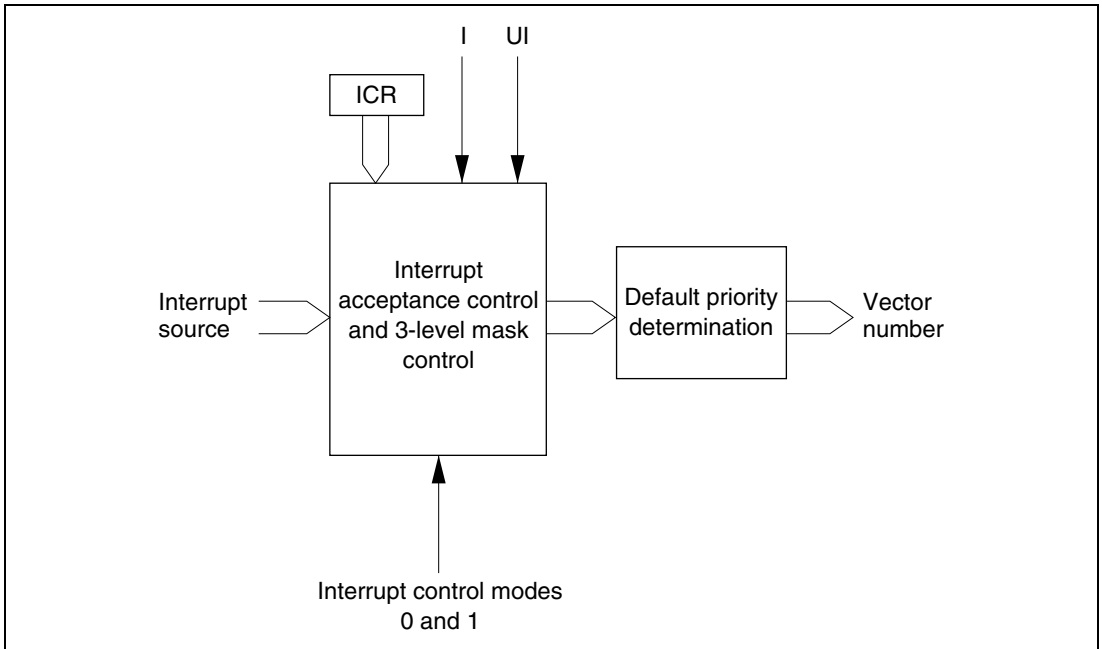 I
UI
ICR
Interrupt
acceptance control
and 3-level mask
control
Interrupt
source
Default priority
determination
Vector
number
Interrupt control modes
0 and 1